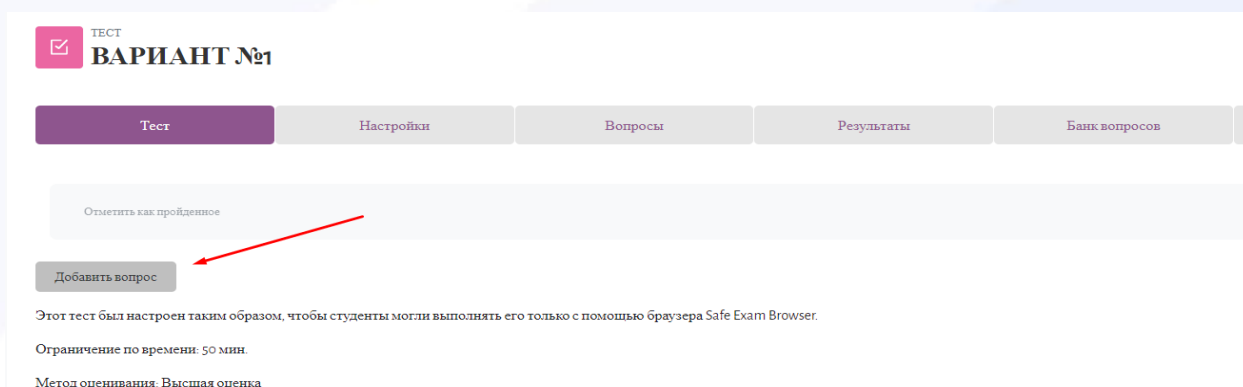 ТЕСТ
ВАРИАНТ №1
Тест Настройки Вопросы Результаты Банк вопросов
Отметить как пройденное
Добавить вопрос
Этот тест был настроен таким образом, чтобы студенты могли выполнять его только с помощью браузера Safe Exam Browser.
Ограничение по времени: 50 мин.
Метод оценивания: Высшая оценка